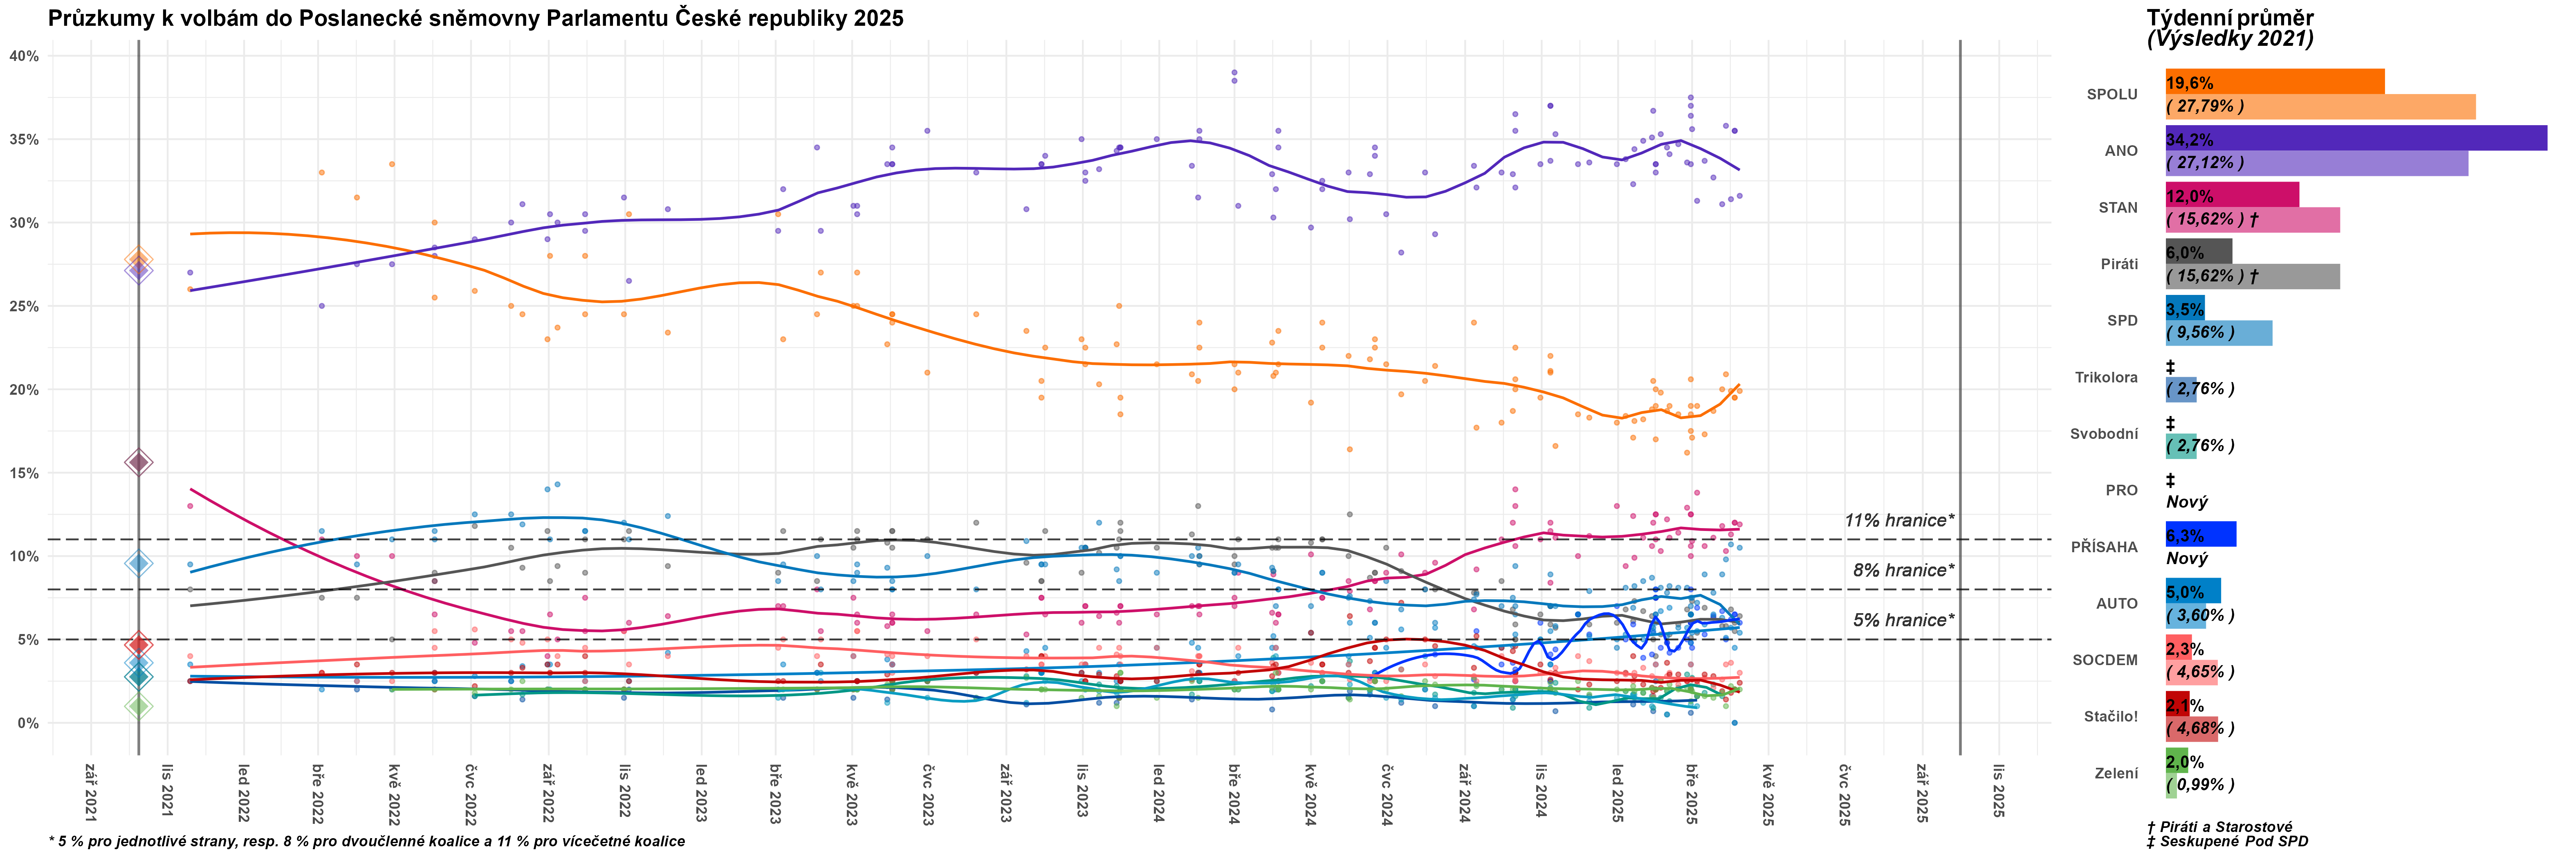 Průzkumy k volbám do Poslanecké sněmovny Parlamentu České republiky 2025
40%
35%
30%
25%
20%
15%
10%
5%
0%
11% hranice*
8% hranice*
5% hranice*
zář 2021
lis 2021
led 2022
bře 2022
kvě 2022
čvc 2022
zář 2022
lis 2022
led 2023
bře 2023
kvě 2023
čvc 2023
zář 2023
lis 2023
led 2024
bře 2024
kvě 2024
čvc 2024
zář 2024
lis 2024
led 2025
bře 2025
kvě 2025
čvc 2025
zář 2025
lis 2025
* 5 % pro jednotlivé strany, resp. 8 % pro dvoučlenné koalice a 11 % pro vícečetné koalice
Týdenní průměr
(Výsledky 2021)
SPOLU
19,6%
( 27,79% )
ANO
34,2%
( 27,12% )
STAN
12,0%
( 15,62% ) †
Piráti
6,0%
( 15,62% ) †
SPD
3,5%
( 9,56% )
Trikolora
‡
( 2,76% )
Svobodní
‡
( 2,76% )
PRO
‡
Nový
PŘÍSAHA
6,3%
Nový
AUTO
5,0%
( 3,60% )
SOCDEM
2,3%
( 4,65% )
Stačilo!
2,1%
( 4,68% )
Zelení
2,0%
( 0,99% )
† Piráti a Starostové
‡ Seskupené Pod SPD